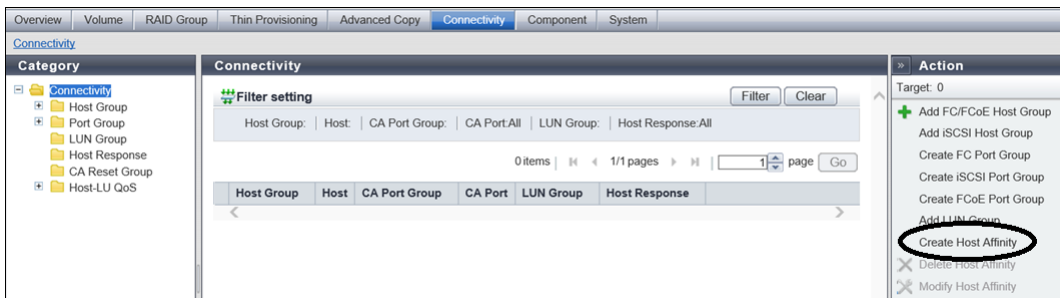 Overview Volume RAID Group Thin Provisioning Advanced Copy Connectivity Component System
Connectivity
Category
Connectivity
Host Group
Port Group
LUN Group
Host Response
CA Reset Group
Host-LU QoS
Connectivity
Filter setting
Filter Clear
Host Group: | Host: | CA Port Group: | CA Port:All | LUN Group: | Host Response:All
0 items | 1/1 pages | 1 page Go
Host Group Host CA Port Group CA Port LUN Group Host Response
» Action
Target: 0
Add FC/FCoE Host Group
Add iSCSI Host Group
Create FC Port Group
Create iSCSI Port Group
Create FCoE Port Group
Add LUN Group
Create Host Affinity
Delete Host Affinity
Modify Host Affinity